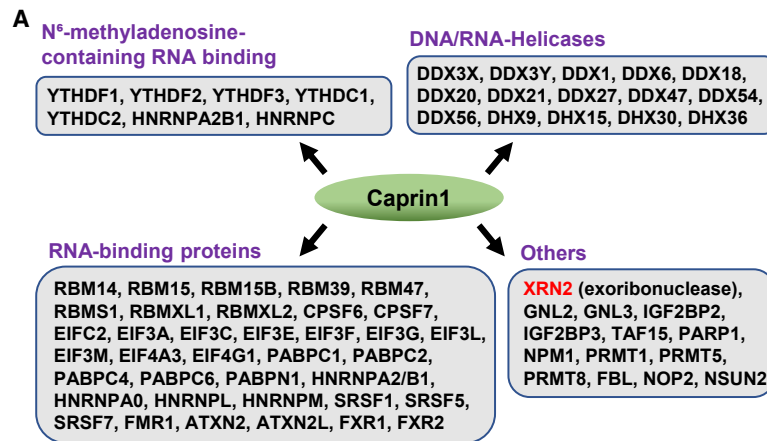 A
N⁶-methyladenosine-
containing RNA binding
YTHDF1, YTHDF2, YTHDF3, YTHDC1,
YTHDC2, HNRNPA2B1, HNRNPC
DNA/RNA-Helicases
DDX3X, DDX3Y, DDX1, DDX6, DDX18,
DDX20, DDX21, DDX27, DDX47, DDX54,
DDX56, DHX9, DHX15, DHX30, DHX36
Caprin1
RNA-binding proteins
RBM14, RBM15, RBM15B, RBM39, RBM47,
RBMS1, RBMXL1, RBMXL2, CPSF6, CPSF7,
EIFC2, EIF3A, EIF3C, EIF3E, EIF3F, EIF3G, EIF3L,
EIF3M, EIF4A3, EIF4G1, PABPC1, PABPC2,
PABPC4, PABPC6, PABPN1, HNRNPA2/B1,
HNRNPA0, HNRNPL, HNRNPM, SRSF1, SRSF5,
SRSF7, FMR1, ATXN2, ATXN2L, FXR1, FXR2
Others
XRN2 (exoribonuclease),
GNL2, GNL3, IGF2BP2,
IGF2BP3, TAF15, PARP1,
NPM1, PRMT1, PRMT5,
PRMT8, FBL, NOP2, NSUN2